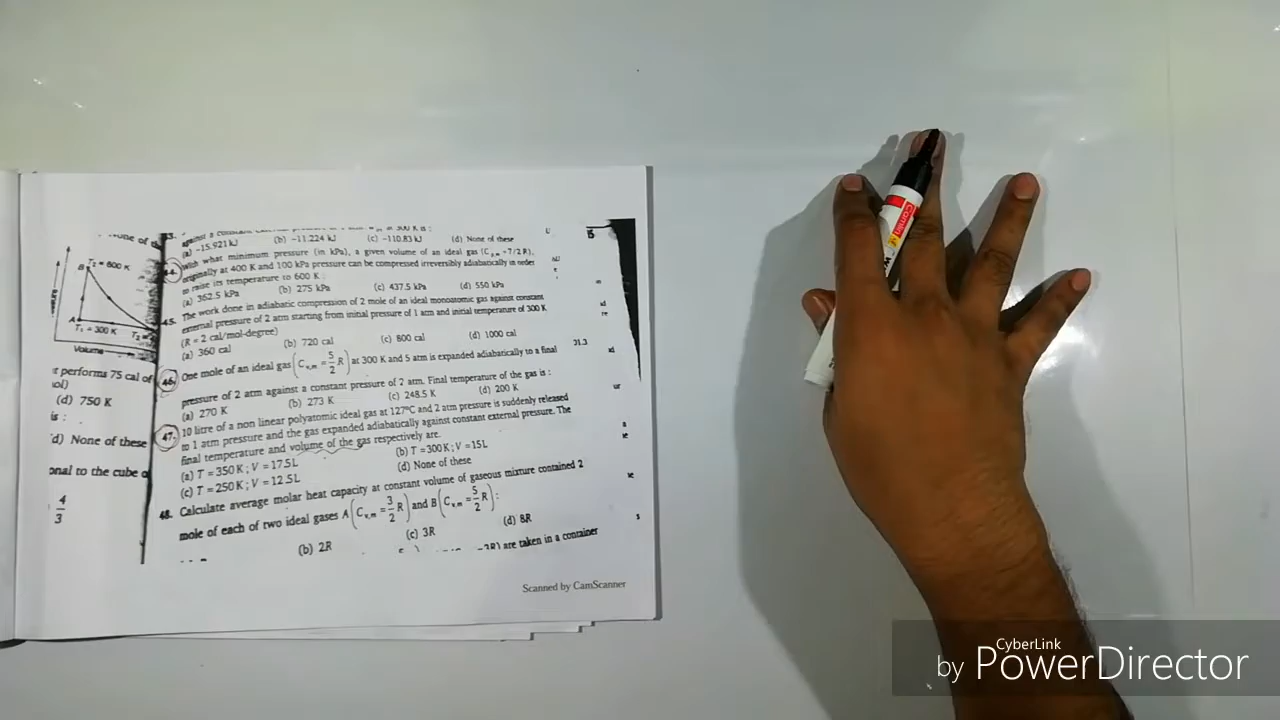 T₂ = 600 K
B
A
T₁ = 300 K
Volume
t performs 75 cal of
(d) 750 K
is :
d) None of these
onal to the cube o
4
3
(a) −15.921 kJ (b) −11.224 kJ (c) −110.83 kJ (d) None of these
With what minimum pressure (in kPa), a given volume of an ideal gas (C p,m = 7/2 R),
originally at 400 K and 100 kPa pressure can be compressed irreversibly adiabatically in order
to raise its temperature to 600 K :
(a) 362.5 kPa (b) 275 kPa (c) 437.5 kPa (d) 550 kPa
45. The work done in adiabatic compression of 2 mole of an ideal monoatomic gas against constant
external pressure of 2 atm starting from initial pressure of 1 atm and initial temperature of 300 K
(R = 2 cal/mol-degree)
(a) 360 cal (b) 720 cal (c) 800 cal (d) 1000 cal
46. One mole of an ideal gas (C v,m = 5/2 R) at 300 K and 5 atm is expanded adiabatically to a final
pressure of 2 atm against a constant pressure of 2 atm. Final temperature of the gas is :
(a) 270 K (b) 273 K (c) 248.5 K (d) 200 K
47. 10 litre of a non linear polyatomic ideal gas at 127°C and 2 atm pressure is suddenly released
to 1 atm pressure and the gas expanded adiabatically against constant external pressure. The
final temperature and volume of the gas respectively are.
(a) T = 350 K ; V = 17.5 L (b) T = 300 K ; V = 15 L
(c) T = 250 K ; V = 12.5 L (d) None of these
48. Calculate average molar heat capacity at constant volume of gaseous mixture contained 2
mole of each of two ideal gases A (C v,m = 3/2 R) and B (C v,m = 5/2 R) :
(b) 2R (c) 3R (d) 8R
are taken in a container
31.3
Scanned by CamScanner
Camlin
CyberLink
by PowerDirector